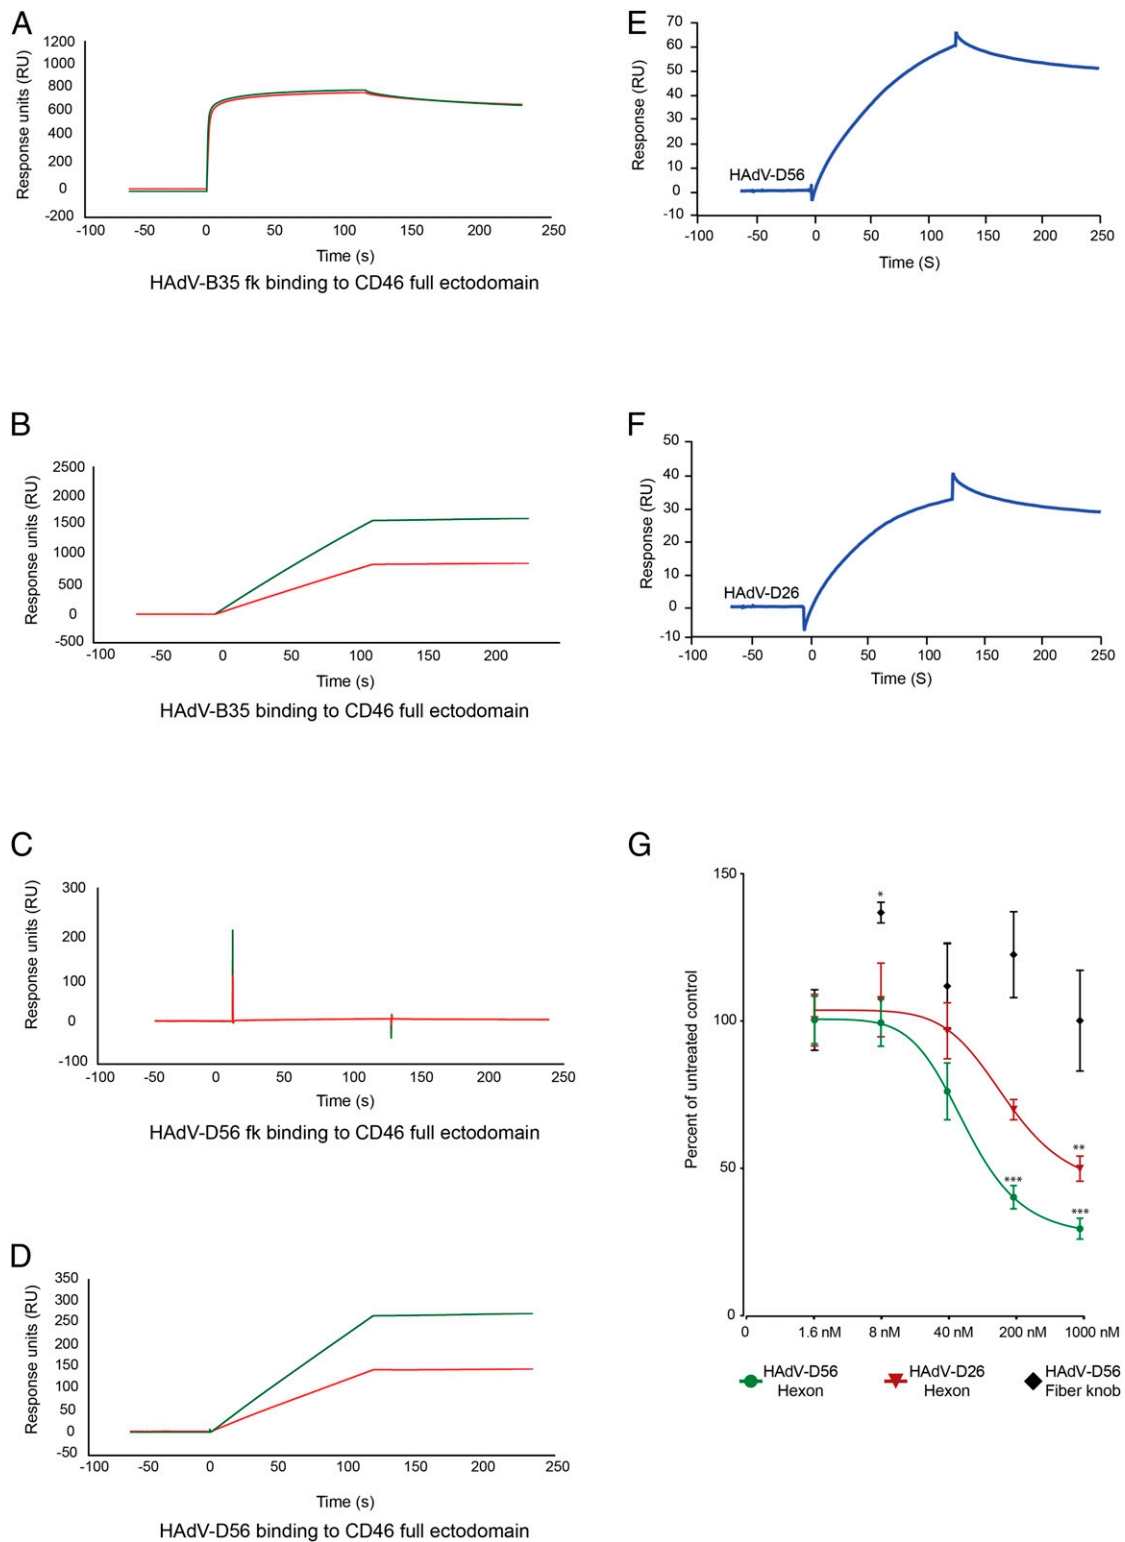 A
1200
1000
800
600
400
200
0
-200
Response units (RU)
-100 -50 0 50 100 150 200 250
Time (s)
HAdV-B35 fk binding to CD46 full ectodomain
B
2500
2000
1500
1000
500
0
-500
Response units (RU)
-100 -50 0 50 100 150 200
Time (s)
HAdV-B35 binding to CD46 full ectodomain
C
300
200
100
0
-100
Response units (RU)
-100 -50 0 50 100 150 200 250
Time (s)
HAdV-D56 fk binding to CD46 full ectodomain
D
350
300
250
200
150
100
50
0
-50
Response units (RU)
-100 -50 0 50 100 150 200 250
Time (s)
HAdV-D56 binding to CD46 full ectodomain
E
70
60
50
40
30
20
10
0
-10
Response (RU)
HAdV-D56
-100 -50 0 50 100 150 200 250
Time (S)
F
50
40
30
20
10
0
-10
Response (RU)
HAdV-D26
-100 -50 0 50 100 150 200 250
Time (S)
G
150
100
50
0
Percent of untreated control
*
***
**
***
0 1.6 nM 8 nM 40 nM 200 nM 1000 nM
HAdV-D56 HAdV-D26 HAdV-D56
Hexon Hexon Fiber knob